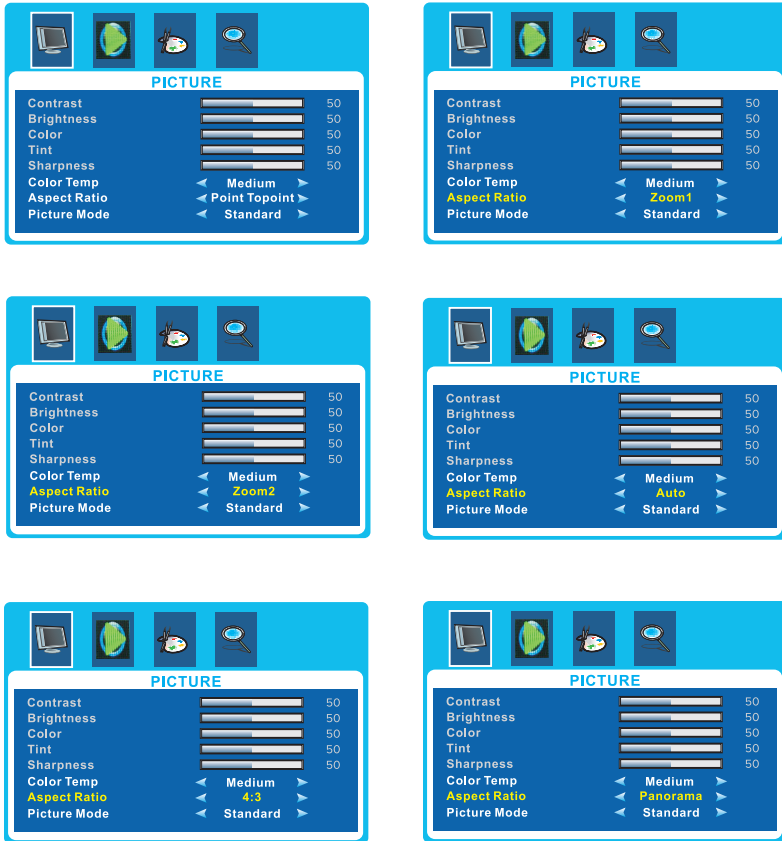 PICTURE
Contrast 50
Brightness 50
Color 50
Tint 50
Sharpness 50
Color Temp Medium
Aspect Ratio Point Topoint
Picture Mode Standard
PICTURE
Contrast 50
Brightness 50
Color 50
Tint 50
Sharpness 50
Color Temp Medium
Aspect Ratio Zoom1
Picture Mode Standard
PICTURE
Contrast 50
Brightness 50
Color 50
Tint 50
Sharpness 50
Color Temp Medium
Aspect Ratio Zoom2
Picture Mode Standard
PICTURE
Contrast 50
Brightness 50
Color 50
Tint 50
Sharpness 50
Color Temp Medium
Aspect Ratio Auto
Picture Mode Standard
PICTURE
Contrast 50
Brightness 50
Color 50
Tint 50
Sharpness 50
Color Temp Medium
Aspect Ratio 4:3
Picture Mode Standard
PICTURE
Contrast 50
Brightness 50
Color 50
Tint 50
Sharpness 50
Color Temp Medium
Aspect Ratio Panorama
Picture Mode Standard